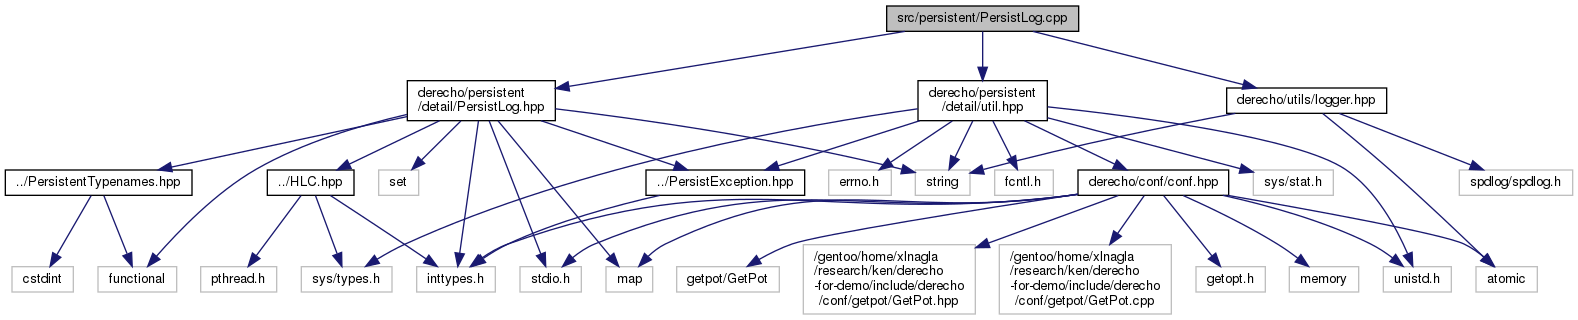 src/persistent/PersistLog.cpp
derecho/persistent
/detail/PersistLog.hpp
derecho/persistent
/detail/util.hpp
derecho/utils/logger.hpp
../PersistentTypenames.hpp
../HLC.hpp
set
../PersistException.hpp
errno.h
string
fcntl.h
derecho/conf/conf.hpp
sys/stat.h
spdlog/spdlog.h
cstdint
functional
pthread.h
sys/types.h
inttypes.h
stdio.h
map
getpot/GetPot
/gentoo/home/xlnagla
/research/ken/derecho
-for-demo/include/derecho
/conf/getpot/GetPot.hpp
/gentoo/home/xlnagla
/research/ken/derecho
-for-demo/include/derecho
/conf/getpot/GetPot.cpp
getopt.h
memory
unistd.h
atomic